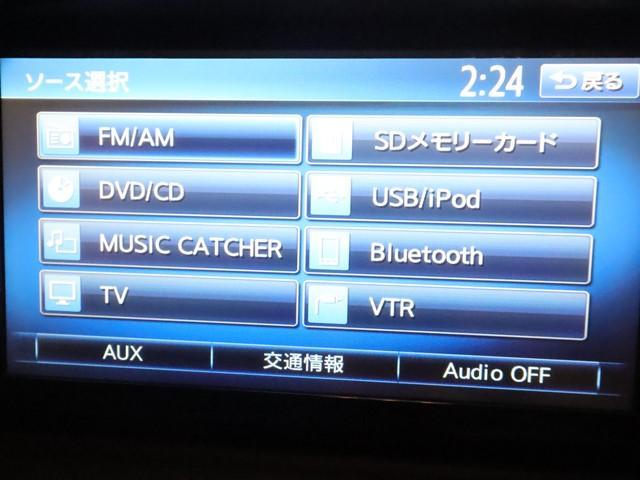 ソース選択
2:24
戻る
FM/AM
SDメモリーカード
DVD/CD
USB/iPod
MUSIC CATCHER
Bluetooth
TV
VTR
AUX
交通情報
Audio OFF